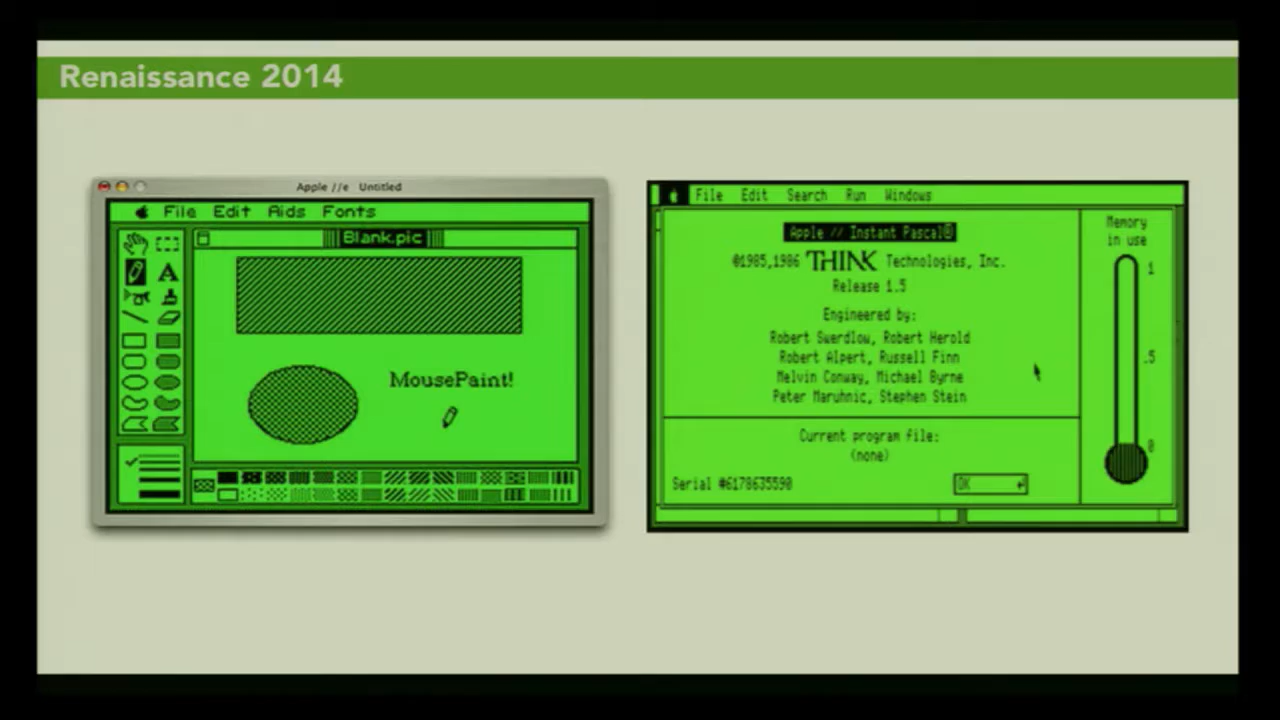 Renaissance 2014
Apple //e Untitled
File Edit Aids Fonts
Blank.pic
A
MousePaint!
File Edit Search Run Windows
Apple // Instant Pascal®
©1985,1986 THINK Technologies, Inc.
Release 1.5
Engineered by:
Robert Swerdlow, Robert Herold
Robert Alpert, Russell Finn
Melvin Conway, Michael Byrne
Peter Maruhnic, Stephen Stein
Current program file:
(none)
Serial #6178635590
OK
Memory
in use
1
.5
0